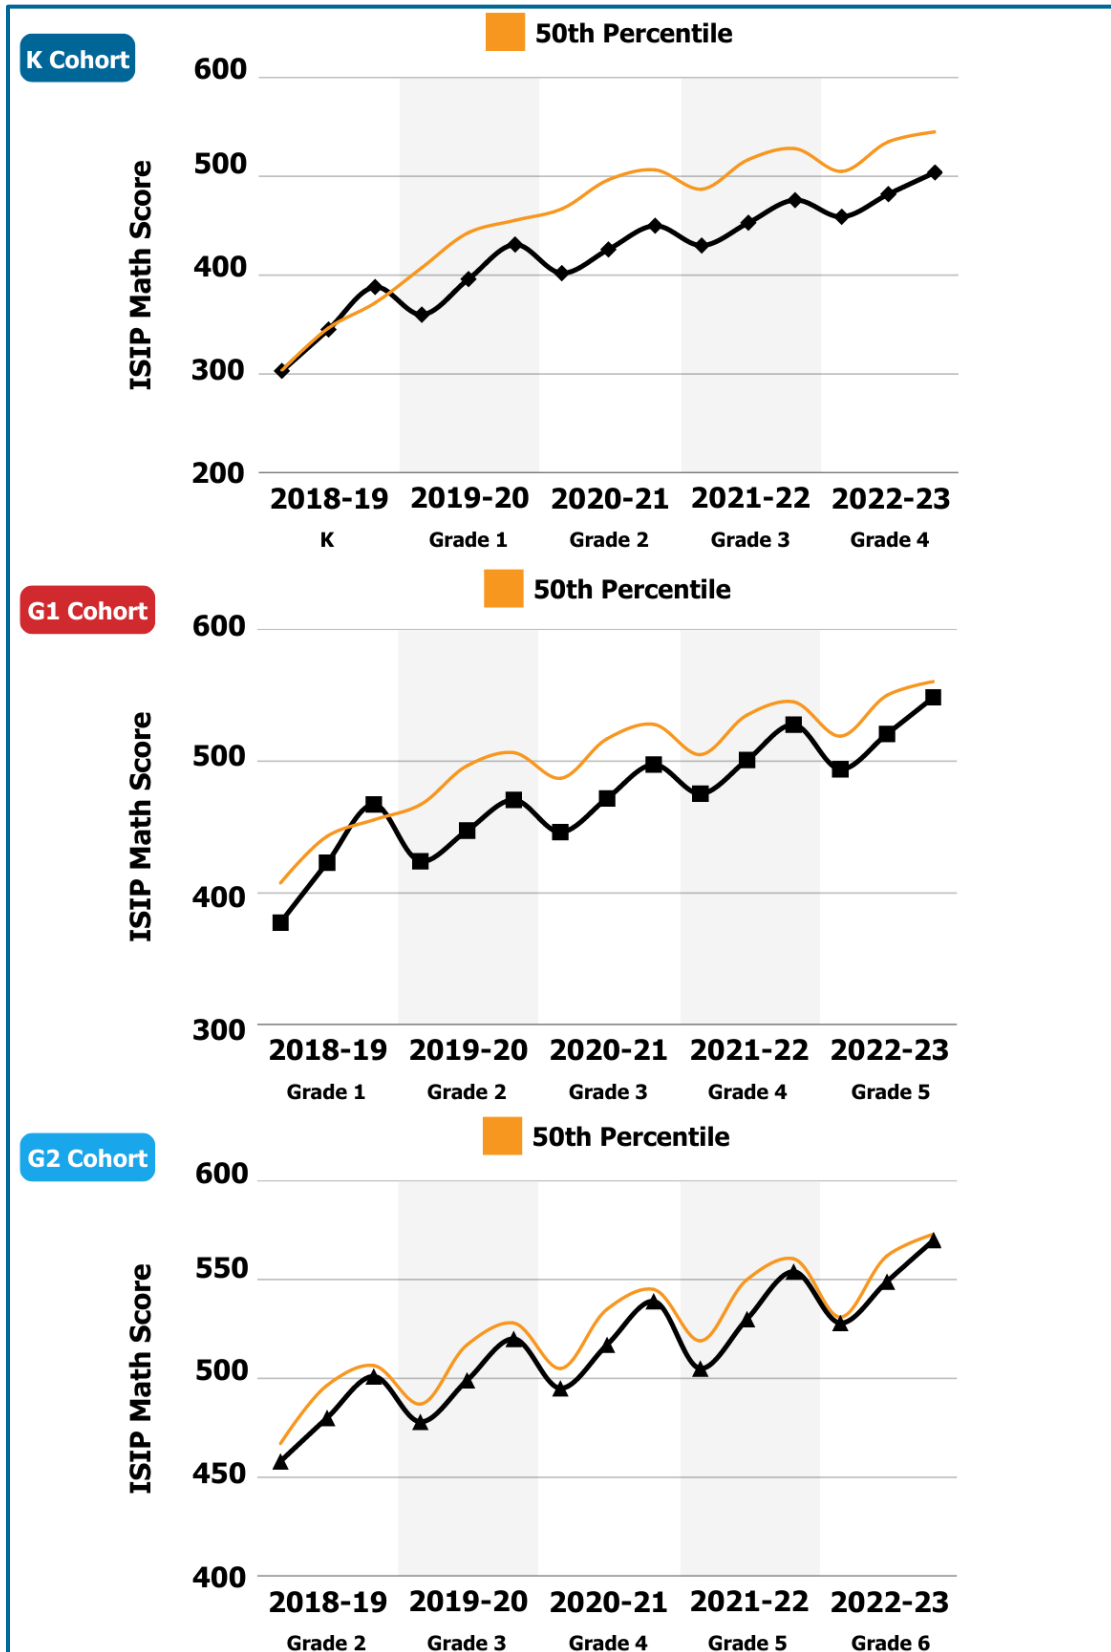 K Cohort
50th Percentile
ISIP Math Score
600
500
400
300
200
2018-19 2019-20 2020-21 2021-22 2022-23
K Grade 1 Grade 2 Grade 3 Grade 4
G1 Cohort
50th Percentile
ISIP Math Score
600
500
400
300
2018-19 2019-20 2020-21 2021-22 2022-23
Grade 1 Grade 2 Grade 3 Grade 4 Grade 5
G2 Cohort
50th Percentile
ISIP Math Score
600
550
500
450
400
2018-19 2019-20 2020-21 2021-22 2022-23
Grade 2 Grade 3 Grade 4 Grade 5 Grade 6